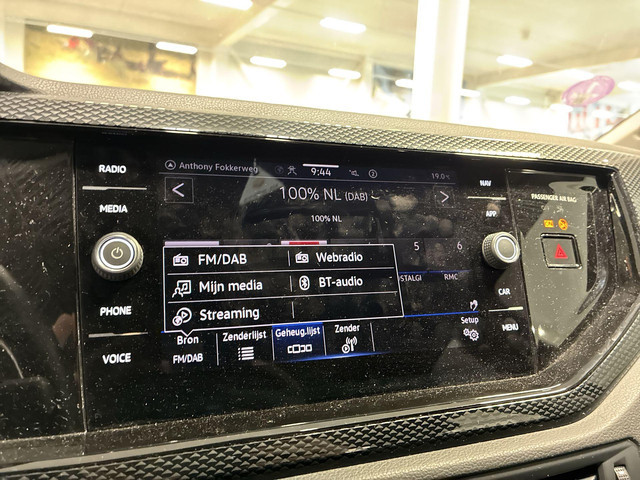 RADIO
MEDIA
PHONE
VOICE
Anthony Fokkerweg
9:44
19.0
100% NL (DAB)
100% NL
5 6
STALGI RMC
FM/DAB Webradio
Mijn media BT-audio
Streaming
Bron
FM/DAB
Zenderlijst
Geheug.lijst
Zender
Setup
NAV
APP
CAR
MENU
PASSENGER AIR BAG